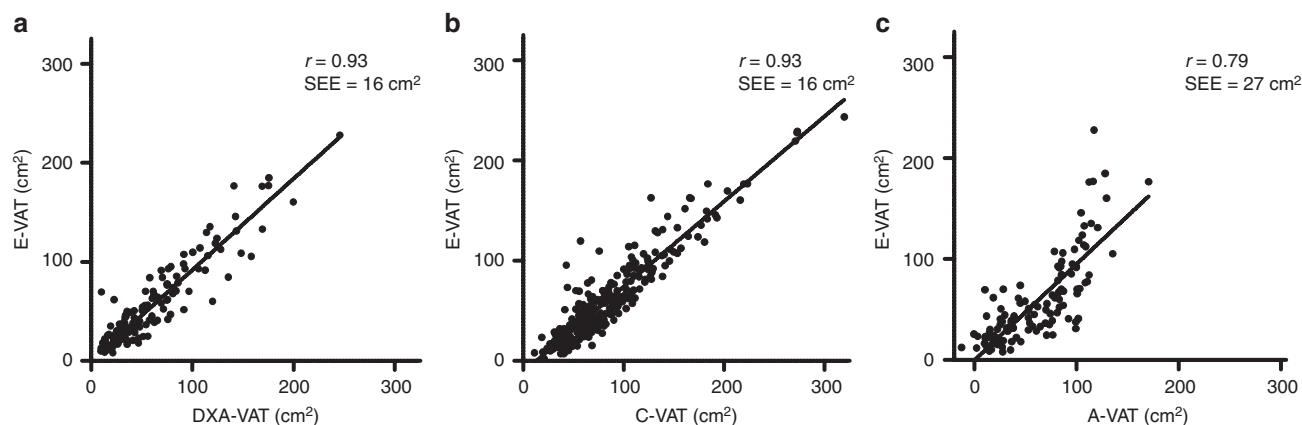 a
r = 0.93
SEE = 16 cm²
E-VAT (cm²)
300
200
100
0
0 100 200 300
DXA-VAT (cm²)
b
r = 0.93
SEE = 16 cm²
E-VAT (cm²)
300
200
100
0
0 100 200 300
C-VAT (cm²)
c
r = 0.79
SEE = 27 cm²
E-VAT (cm²)
300
200
100
0
0 100 200 300
A-VAT (cm²)